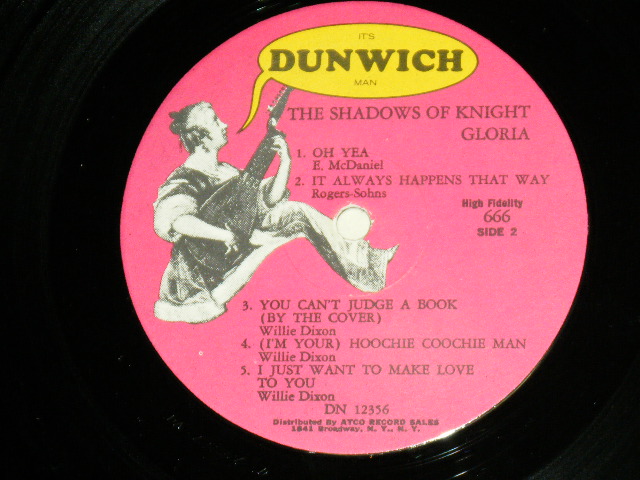 IT'S
DUNWICH
MAN
THE SHADOWS OF KNIGHT
GLORIA
1. OH YEA
E. McDaniel
2. IT ALWAYS HAPPENS THAT WAY
Rogers-Sohns
High Fidelity
666
SIDE 2
3. YOU CAN'T JUDGE A BOOK
(BY THE COVER)
Willie Dixon
4. (I'M YOUR) HOOCHIE COOCHIE MAN
Willie Dixon
5. I JUST WANT TO MAKE LOVE
TO YOU
Willie Dixon
DN 12356
Distributed By ATCO RECORD SALES
1841 Broadway, N. Y., N. Y.